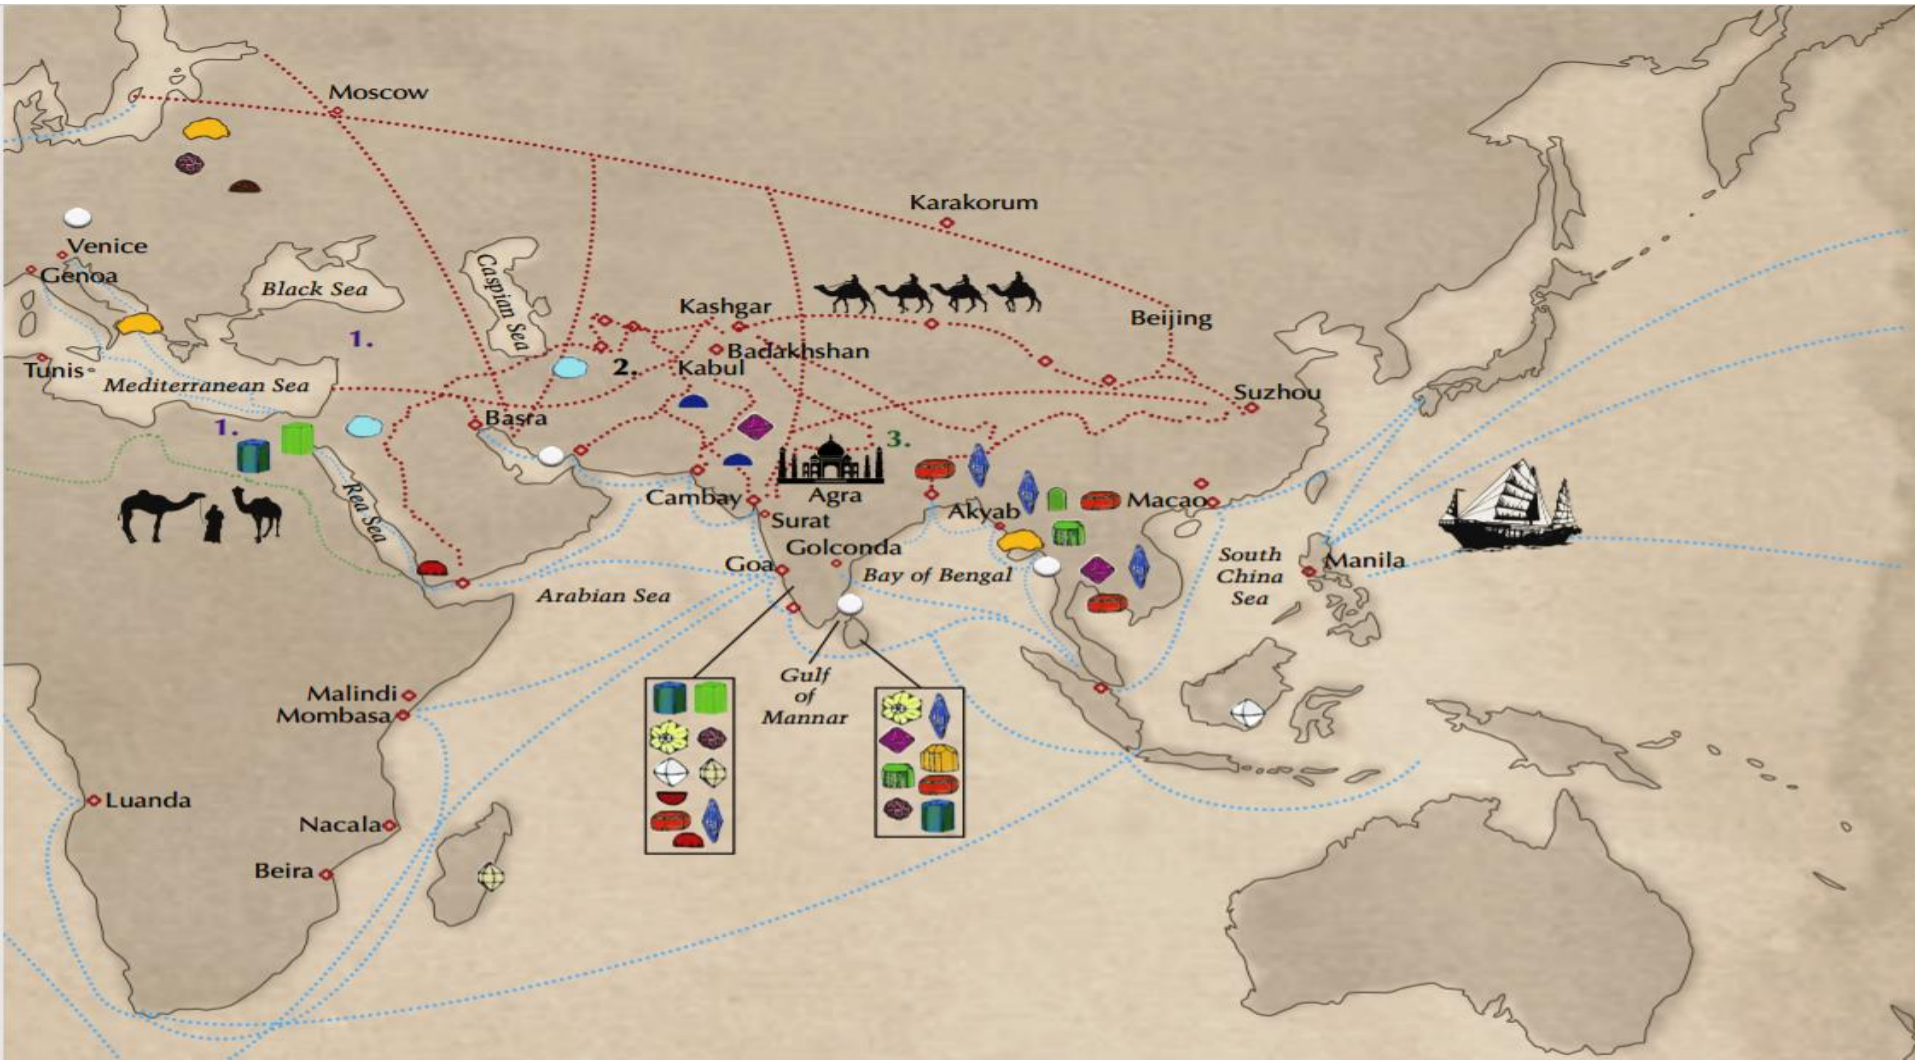 Moscow
Karakorum
Venice
Genoa
Black Sea
Caspian Sea
1.
Kashgar
Beijing
Badakhshan
2.
Kabul
Tunis
Mediterranean Sea
Suzhou
1.
Basra
3.
Cambay
Agra
Akyab
Macao
Rea Sea
Surat
Golconda
Goa
Bay of Bengal
South
China
Sea
Manila
Arabian Sea
Gulf
of
Mannar
Malindi
Mombasa
Luanda
Nacala
Beira